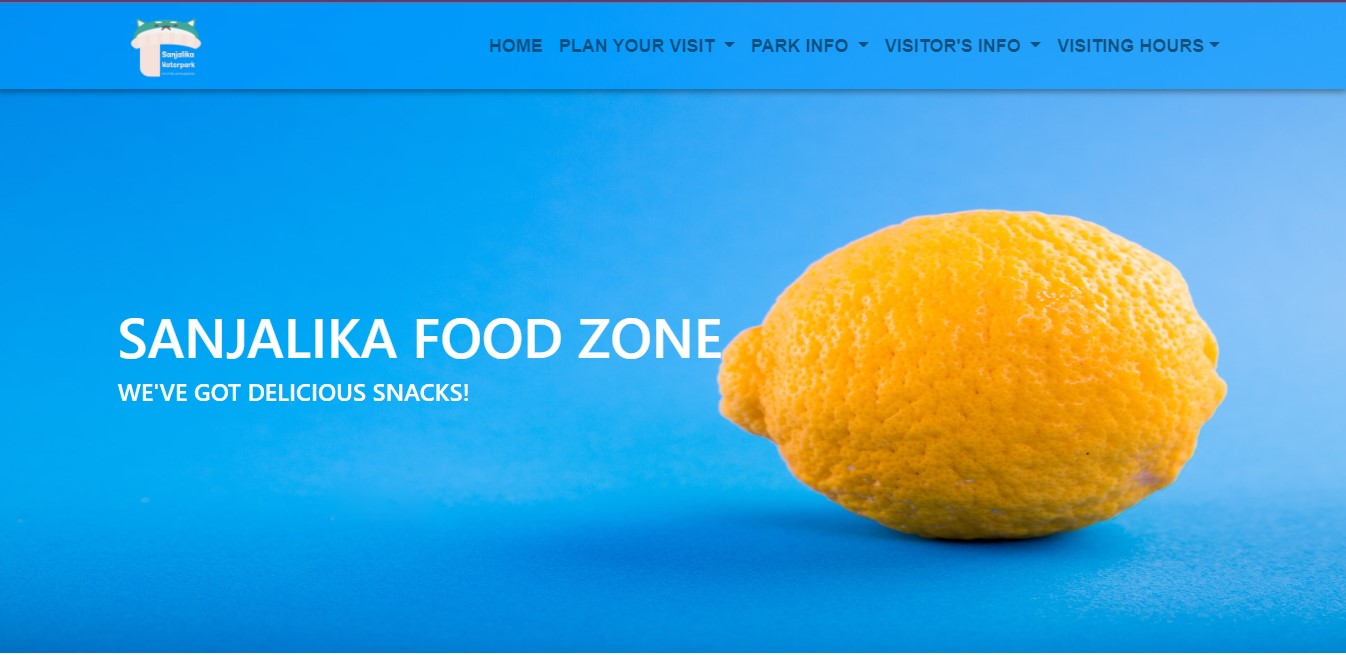 Sanjalika
Waterpark
HOME PLAN YOUR VISIT PARK INFO VISITOR'S INFO VISITING HOURS
SANJALIKA FOOD ZONE
WE'VE GOT DELICIOUS SNACKS!